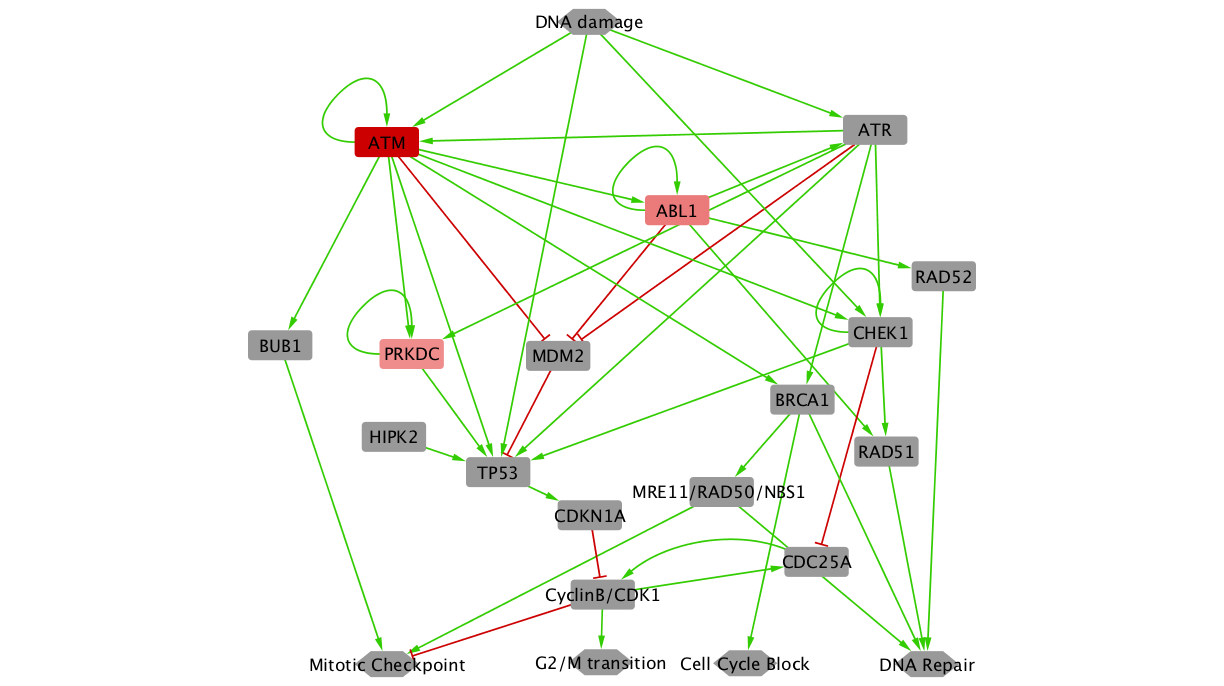 DNA damage
ATM
ATR
ABL1
RAD52
CHEK1
BUB1
PRKDC
MDM2
BRCA1
HIPK2
RAD51
TP53
MRE11/RAD50/NBS1
CDKN1A
CDC25A
CyclinB/CDK1
Mitotic Checkpoint
G2/M transition
Cell Cycle Block
DNA Repair